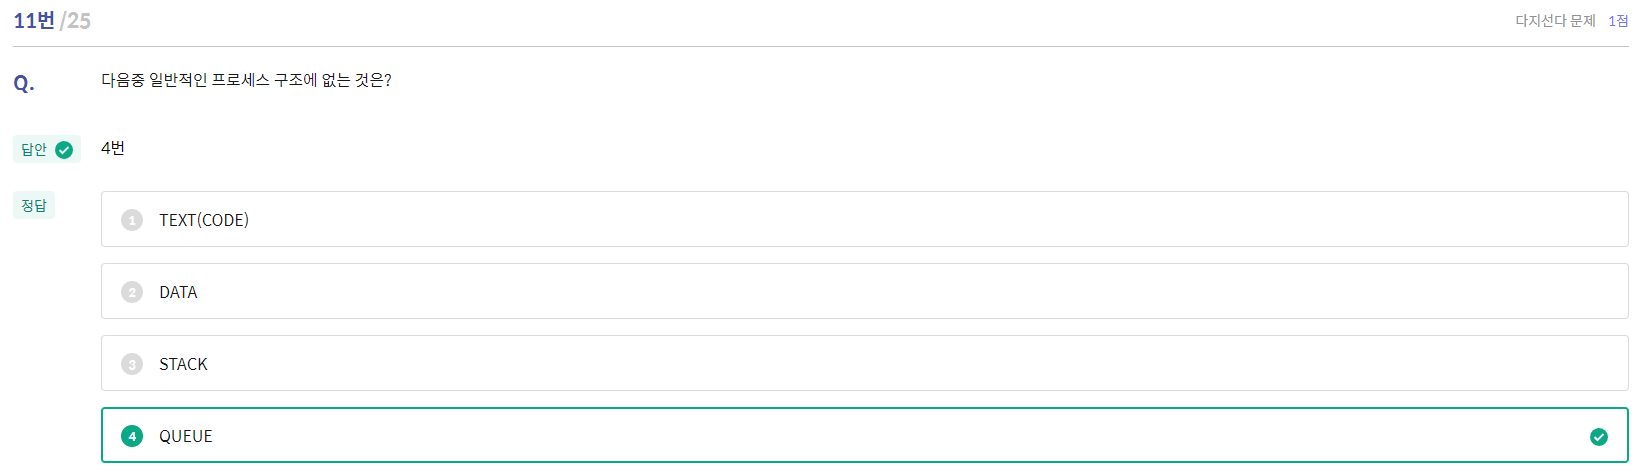 11번 /25
다지선다 문제 1점
Q. 다음중 일반적인 프로세스 구조에 없는 것은?
답안 4번
정답
1 TEXT(CODE)
2 DATA
3 STACK
4 QUEUE